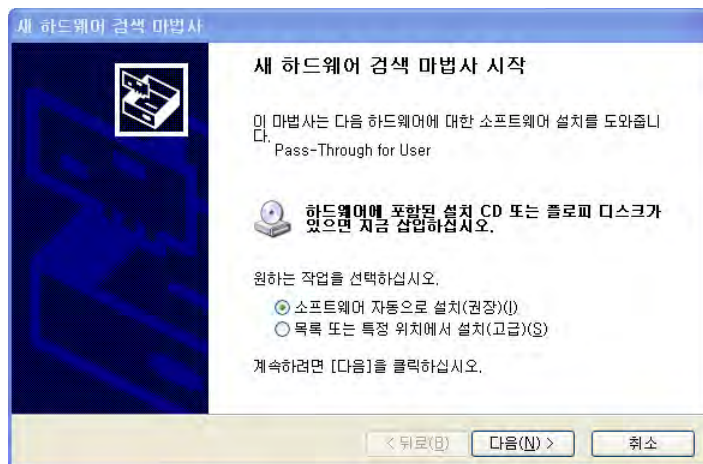 새 하드웨어 검색 마법사
새 하드웨어 검색 마법사 시작
이 마법사는 다음 하드웨어에 대한 소프트웨어 설치를 도와줍니
다.
Pass-Through for User
하드웨어에 포함된 설치 CD 또는 플로피 디스크가
있으면 지금 삽입하십시오.
원하는 작업을 선택하십시오.
소프트웨어 자동으로 설치(권장)(I)
목록 또는 특정 위치에서 설치(고급)(S)
계속하려면 [다음]을 클릭하십시오.
< 뒤로(B) 다음(N) > 취소